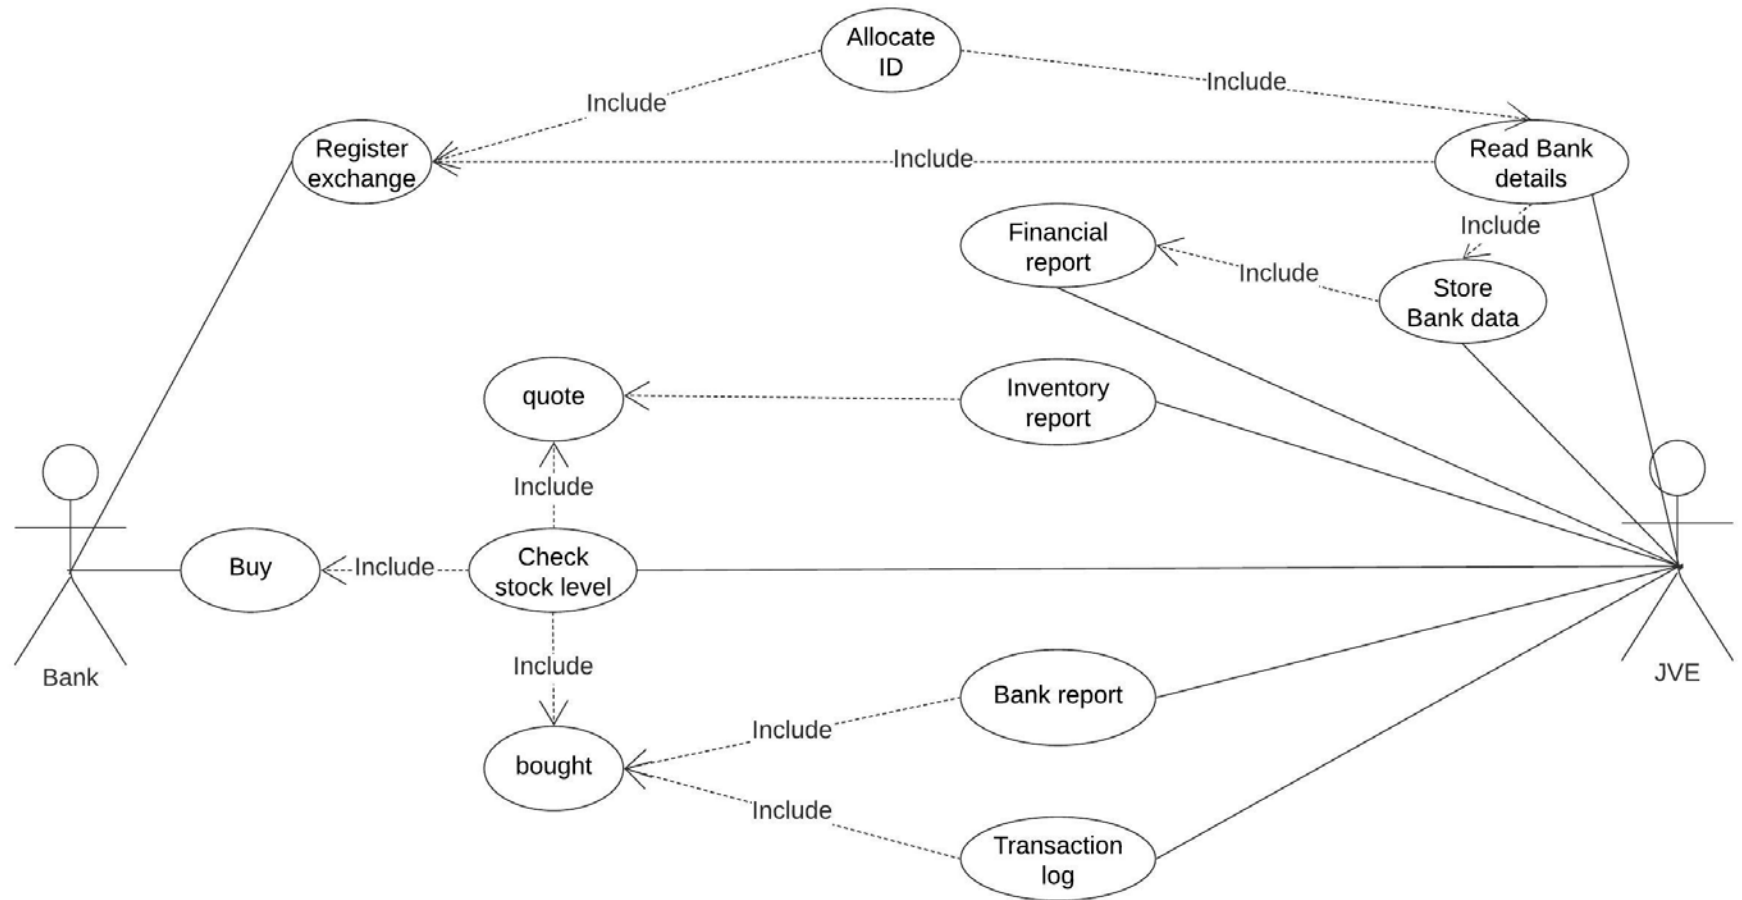 Allocate
ID
Include
Include
Register
exchange
Include
Read Bank
details
Include
Financial
report
Include
Store
Bank data
quote
Inventory
report
Include
Buy
Include
Check
stock level
Include
Bank
JVE
Bank report
Include
bought
Include
Transaction
log